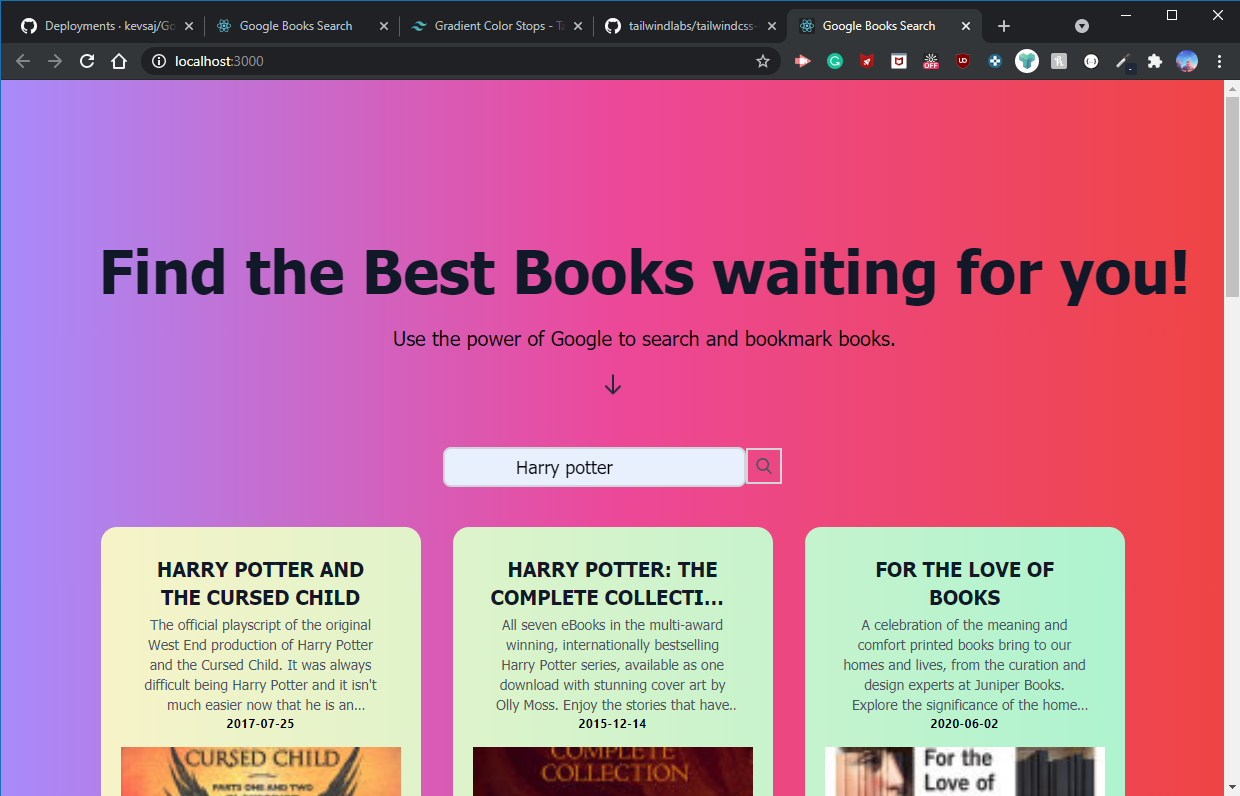 Deployments · kevsaj/Go
Google Books Search
Gradient Color Stops - Ta
tailwindlabs/tailwindcss-
Google Books Search
localhost:3000
OFF
UD
Find the Best Books waiting for you!
Use the power of Google to search and bookmark books.
Harry potter
HARRY POTTER AND
THE CURSED CHILD
The official playscript of the original
West End production of Harry Potter
and the Cursed Child. It was always
difficult being Harry Potter and it isn't
much easier now that he is an...
2017-07-25
CURSED CHILD
PARTS ONE AND TWO
HARRY POTTER: THE
COMPLETE COLLECTI...
All seven eBooks in the multi-award
winning, internationally bestselling
Harry Potter series, available as one
download with stunning cover art by
Olly Moss. Enjoy the stories that have..
2015-12-14
COMPLETE
COLLECTION
FOR THE LOVE OF
BOOKS
A celebration of the meaning and
comfort printed books bring to our
homes and lives, from the curation and
design experts at Juniper Books.
Explore the significance of the home...
2020-06-02
For the
Love of